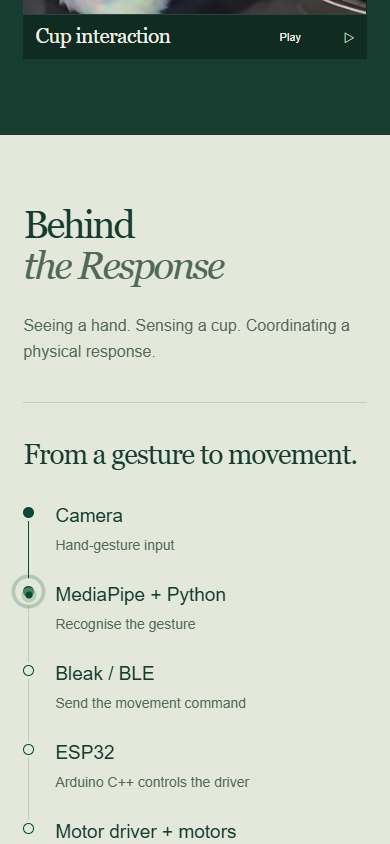 Cup interaction
Play
Behind
the Response
Seeing a hand. Sensing a cup. Coordinating a
physical response.
From a gesture to movement.
Camera
Hand-gesture input
MediaPipe + Python
Recognise the gesture
Bleak / BLE
Send the movement command
ESP32
Arduino C++ controls the driver
Motor driver + motors